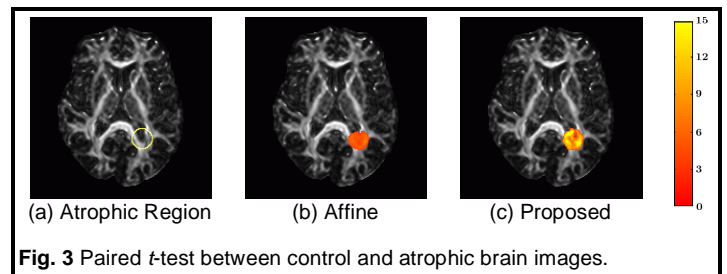 15
12
9
6
3
0
(a) Atrophic Region
(b) Affine
(c) Proposed
Fig. 3 Paired t-test between control and atrophic brain images.